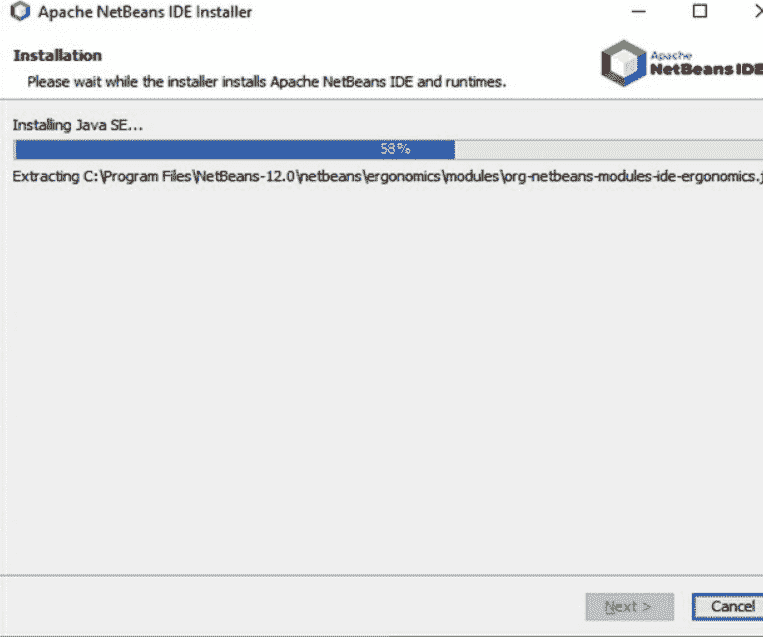 Apache NetBeans IDE Installer
Installation
Apache
NetBeans IDE
Please wait while the installer installs Apache NetBeans IDE and runtimes.
Installing Java SE...
58%
Extracting C:\Program Files\NetBeans-12.0\netbeans\ergonomics\modules\org-netbeans-modules-ide-ergonomics.j
Next >
Cancel